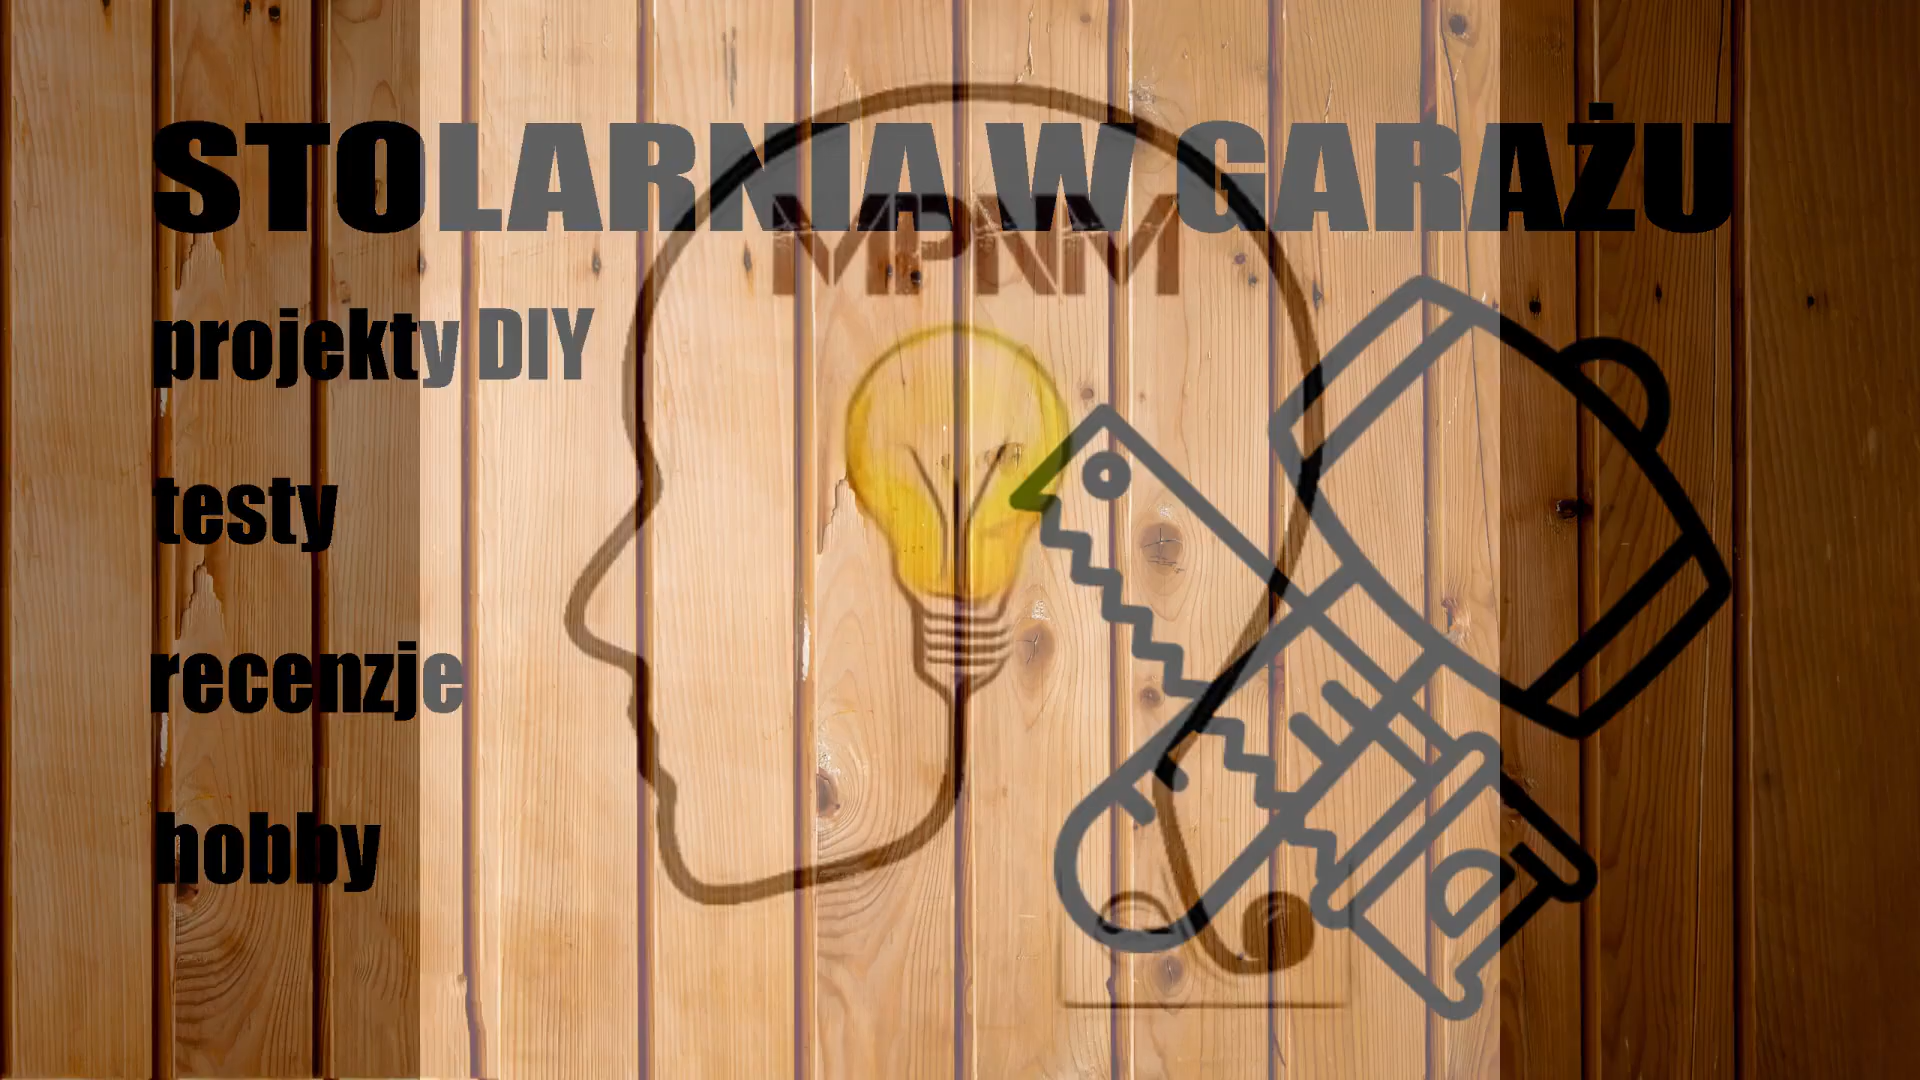 STOLARNIA W GARAŻU
MPNM
projekty DIY
testy
recenzje
hobby